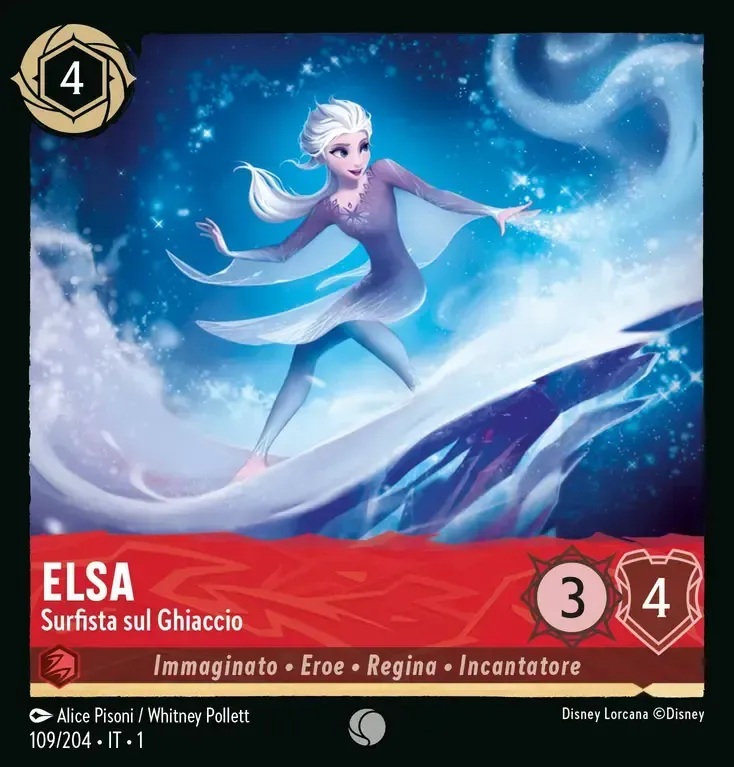 4
ELSA
Surfista sul Ghiaccio
3
4
Immaginato • Eroe • Regina • Incantatore
Alice Pisoni / Whitney Pollett
Disney Lorcana ©Disney
109/204 • IT • 1